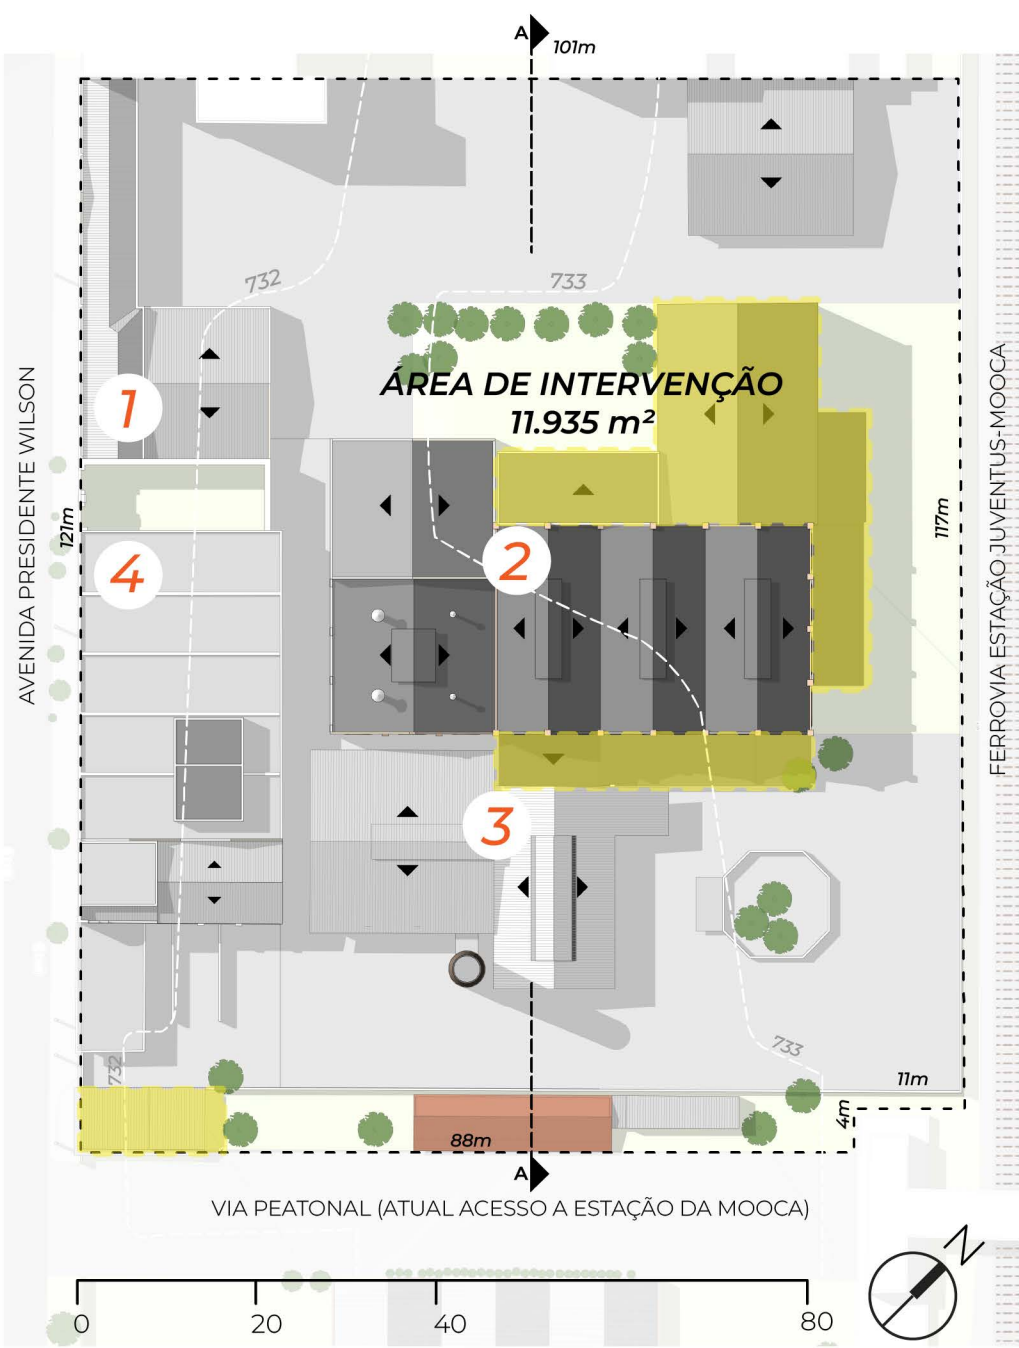 A
101m
732
733
ÁREA DE INTERVENÇÃO
11.935 m²
1
AVENIDA PRESIDENTE WILSON
121m
117m
FERROVIA ESTAÇÃO JUVENTUS-MOOCA
2
4
3
733
732
11m
4m
88m
A
VIA PEATONAL (ATUAL ACESSO A ESTAÇÃO DA MOOCA)
N
0
20
40
80